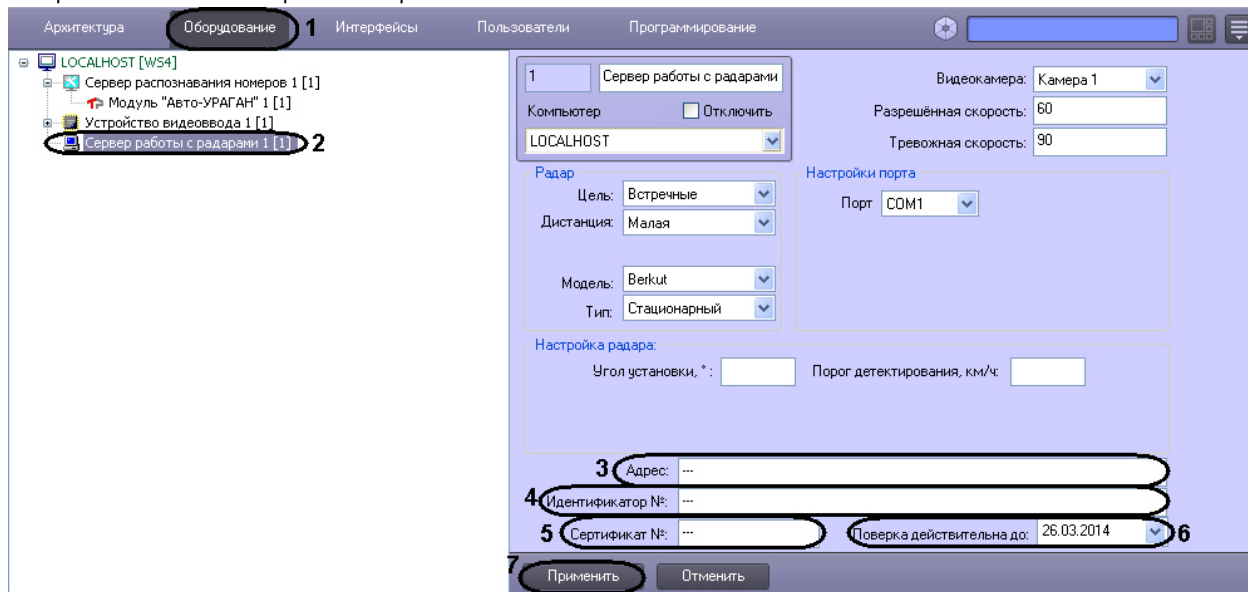 Архитектура Оборудование 1 Интерфейсы Пользователи Программирование
LOCALHOST [WS4]
Сервер распознавания номеров 1 [1]
Модуль "Авто-УРАГАН" 1 [1]
Устройство видеоввода 1 [1]
Сервер работы с радарами 1 [1] 2
1 Сервер работы с радарами
Компьютер Отключить
LOCALHOST
Видеокамера: Камера 1
Разрешённая скорость: 60
Тревожная скорость: 90
Радар
Цель: Встречные
Дистанция: Малая
Модель: Berkut
Тип: Стационарный
Настройки порта
Порт COM1
Настройка радара:
Угол установки, ° : Порог детектирования, км/ч:
3 Адрес: ---
4 Идентификатор №: ---
5 Сертификат №: --- Поверка действительна до: 26.03.2014 6
7 Применить Отменить